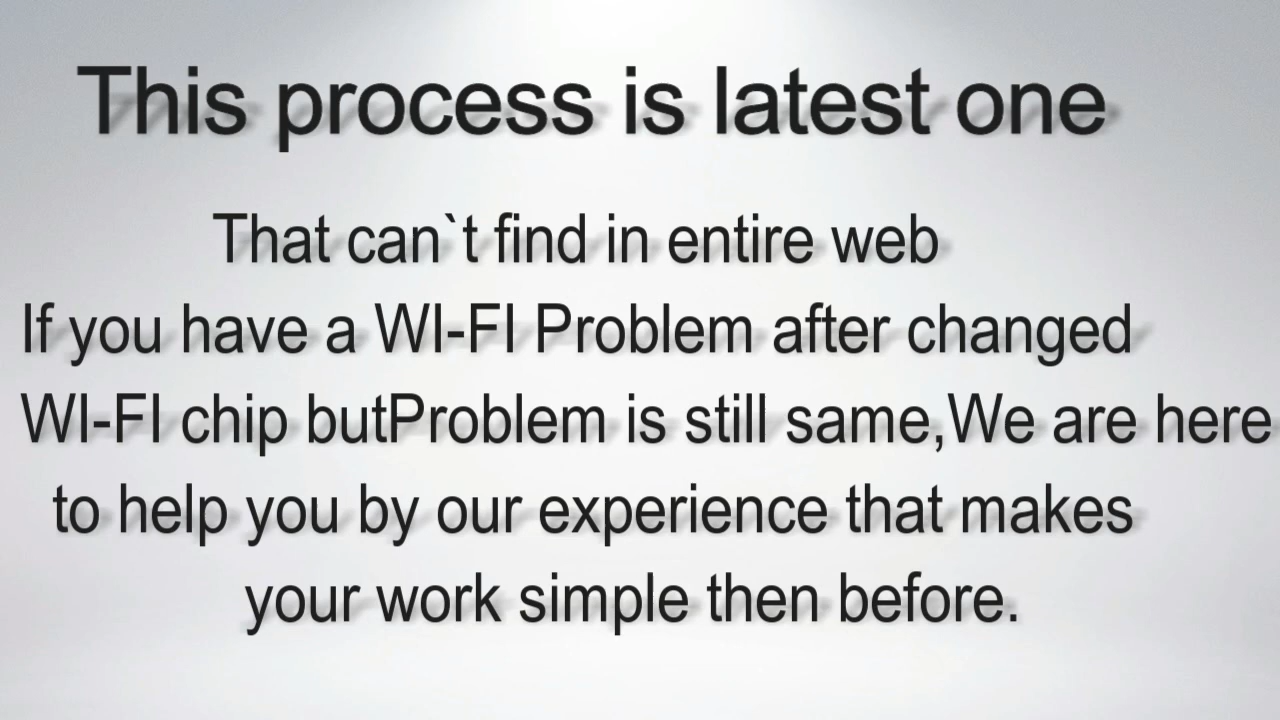 This process is latest one
That can`t find in entire web
If you have a WI-FI Problem after changed
WI-FI chip butProblem is still same,We are here
to help you by our experience that makes
your work simple then before.